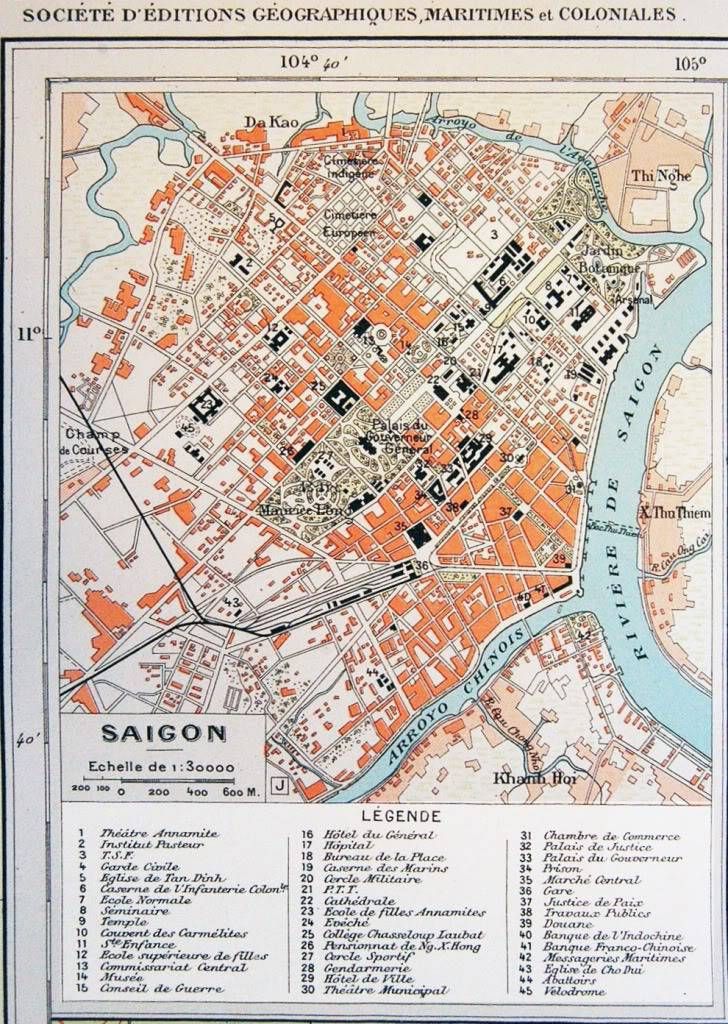 SOCIÉTÉ D'ÉDITIONS GÉOGRAPHIQUES, MARITIMES et COLONIALES.
104° 40'
105°
Da Kao
Arroyo de l'Avalanche
1
Cimetière Indigène
Thi Nghe
Cimetière Européen
5
3
Jardin Botanique
2
6
8
Arsenal
11
10
11°
12
13
14
16
15
17
18
19
20
21
22
24
25
28
RIVIÈRE DE SAIGON
45
Champ de Courses
Palais du Gouverneur Général
26
27
29
30
32
33
34
Maurice Long
31
35
38
37
X. Thu Thiem
36
39
R. Cau Ong Cai
43
40
41
42
ARROYO CHINOIS
44
40'
SAIGON
Echelle de 1:30000
200 100 0 200 400 600 M.
J
Khanh Hoi
LÉGENDE
1 Théâtre Annamite
2 Institut Pasteur
3 T.S.F.
4 Garde Civile
5 Eglise de Tan Dinh
6 Caserne de l'Infanterie Colonle
7 Ecole Normale
8 Seminaire
9 Temple
10 Couvent des Carmélites
11 Ste Enfance
12 Ecole supérieure de filles
13 Commissariat Central
14 Musée
15 Conseil de Guerre
16 Hôtel du Général
17 Hôpital
18 Bureau de la Place
19 Caserne des Marins
20 Cercle Militaire
21 P.T.T.
22 Cathédrale
23 Ecole de filles Annamites
24 Evêché
25 Collège Chasseloup Laubat
26 Pensionnat de Ng. X. Hong
27 Cercle Sportif
28 Gendarmerie
29 Hôtel de Ville
30 Théâtre Municipal
31 Chambre de Commerce
32 Palais de Justice
33 Palais du Gouverneur
34 Prison
35 Marché Central
36 Gare
37 Justice de Paix
38 Travaux Publics
39 Douane
40 Banque de l'Indochine
41 Banque Franco-Chinoise
42 Messageries Maritimes
43 Eglise de Cho Dui
44 Abattoirs
45 Velodrome